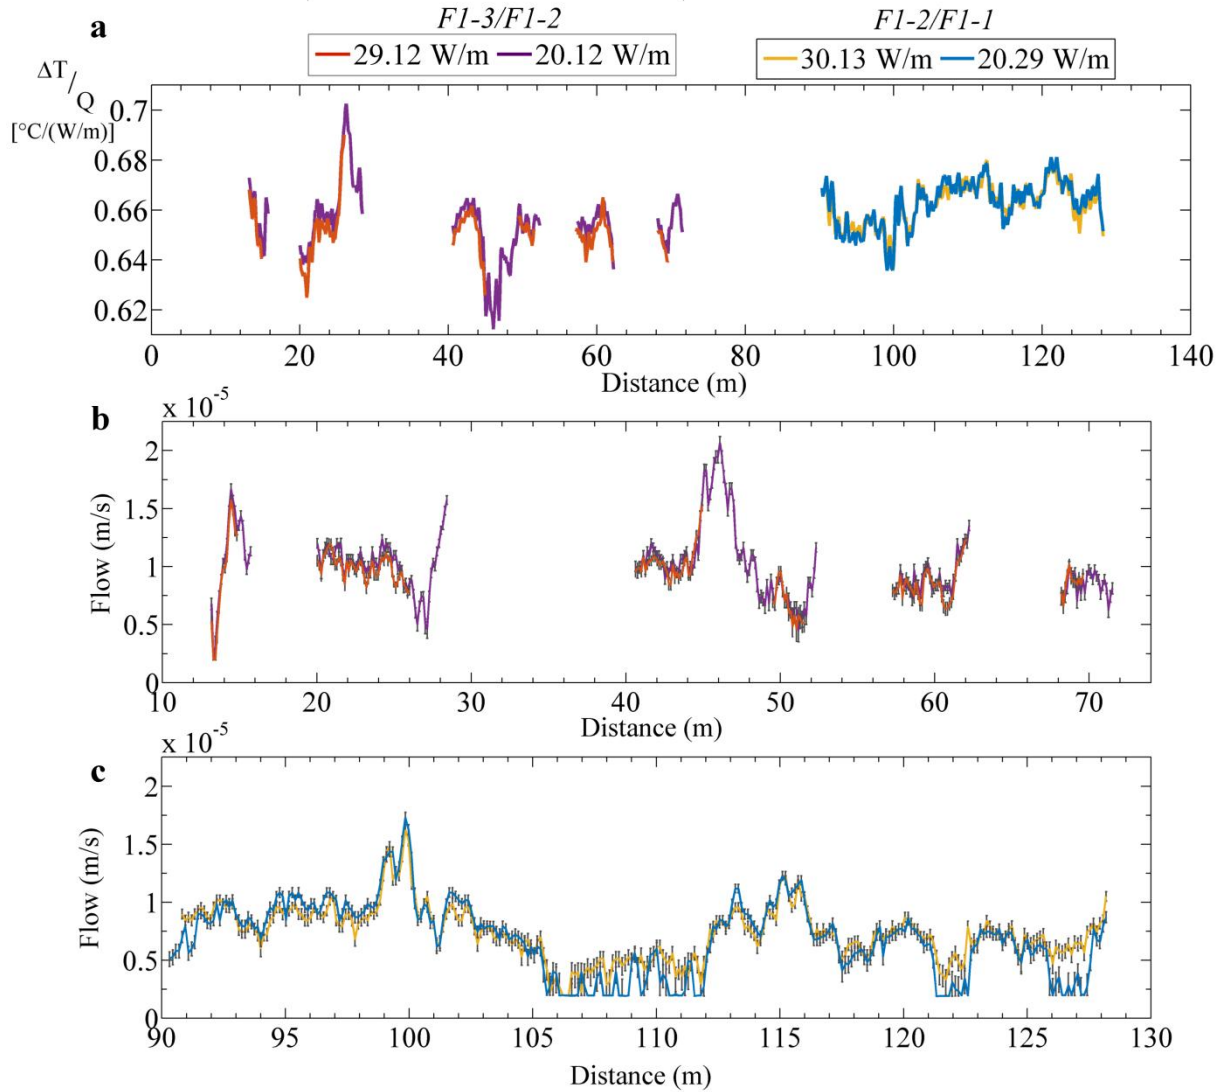 a
F1-3/F1-2
F1-2/F1-1
29.12 W/m 20.12 W/m
30.13 W/m 20.29 W/m
ΔT/Q
[°C/(W/m)]
0.7
0.68
0.66
0.64
0.62
0 20 40 60 80 100 120 140
Distance (m)
x 10-5
b
2
1.5
1
0.5
0
Flow (m/s)
10 20 30 40 50 60 70
Distance (m)
x 10-5
c
2
1.5
1
0.5
0
Flow (m/s)
90 95 100 105 110 115 120 125 130
Distance (m)